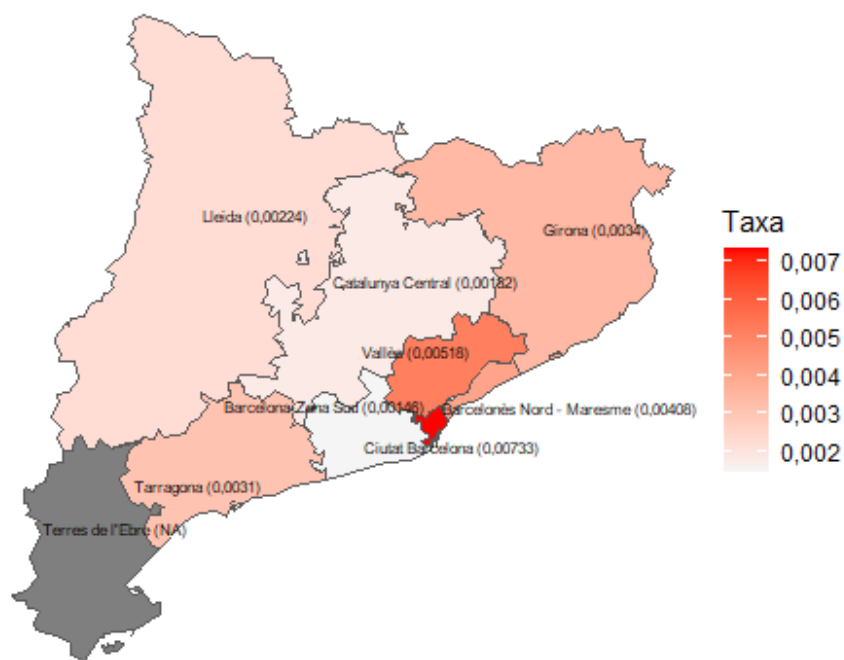 Lleida (0,00224)
Girona (0,0034)
Taxa
0,007
0,006
0,005
0,004
0,003
0,002
Catalunya Central (0,00182)
Vallès (0,00518)
Barcelona Zona Sud (0,00146)
Barcelonès Nord - Maresme (0,00408)
Ciutat Barcelona (0,00733)
Tarragona (0,0031)
Terres de l'Ebre (NA)